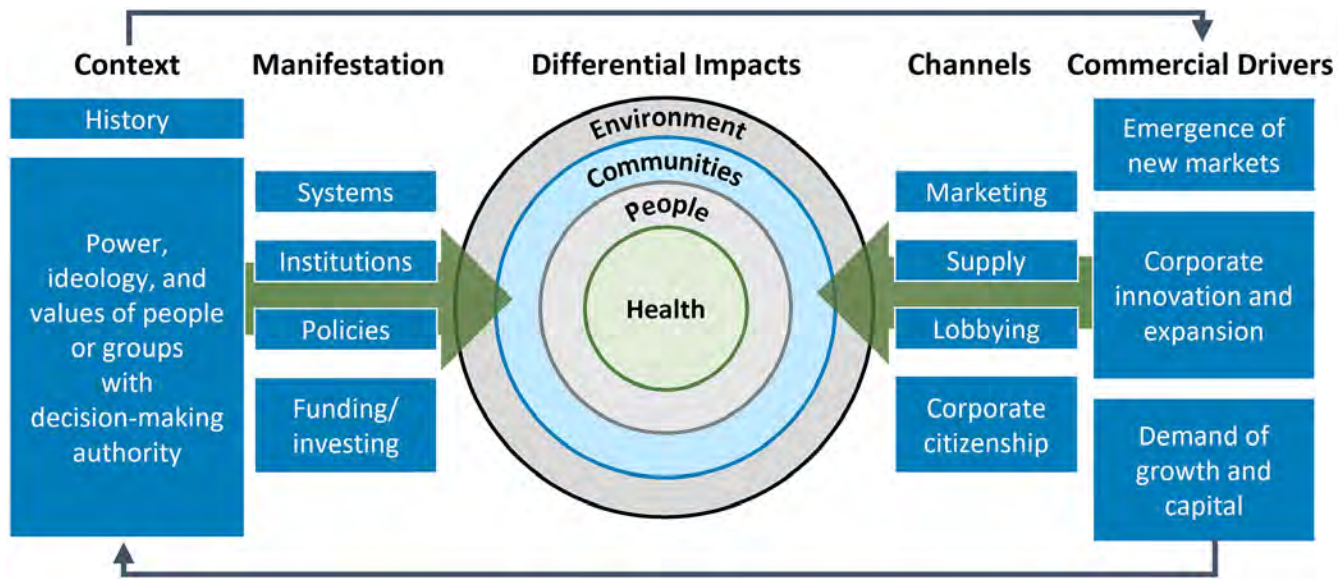 Context
Manifestation
Differential Impacts
Channels
Commercial Drivers
History
Power,
ideology, and
values of people
or groups
with
decision-making
authority
Systems
Institutions
Policies
Funding/
investing
Environment
Communities
People
Health
Marketing
Supply
Lobbying
Corporate
citizenship
Emergence of
new markets
Corporate
innovation and
expansion
Demand of
growth and
capital